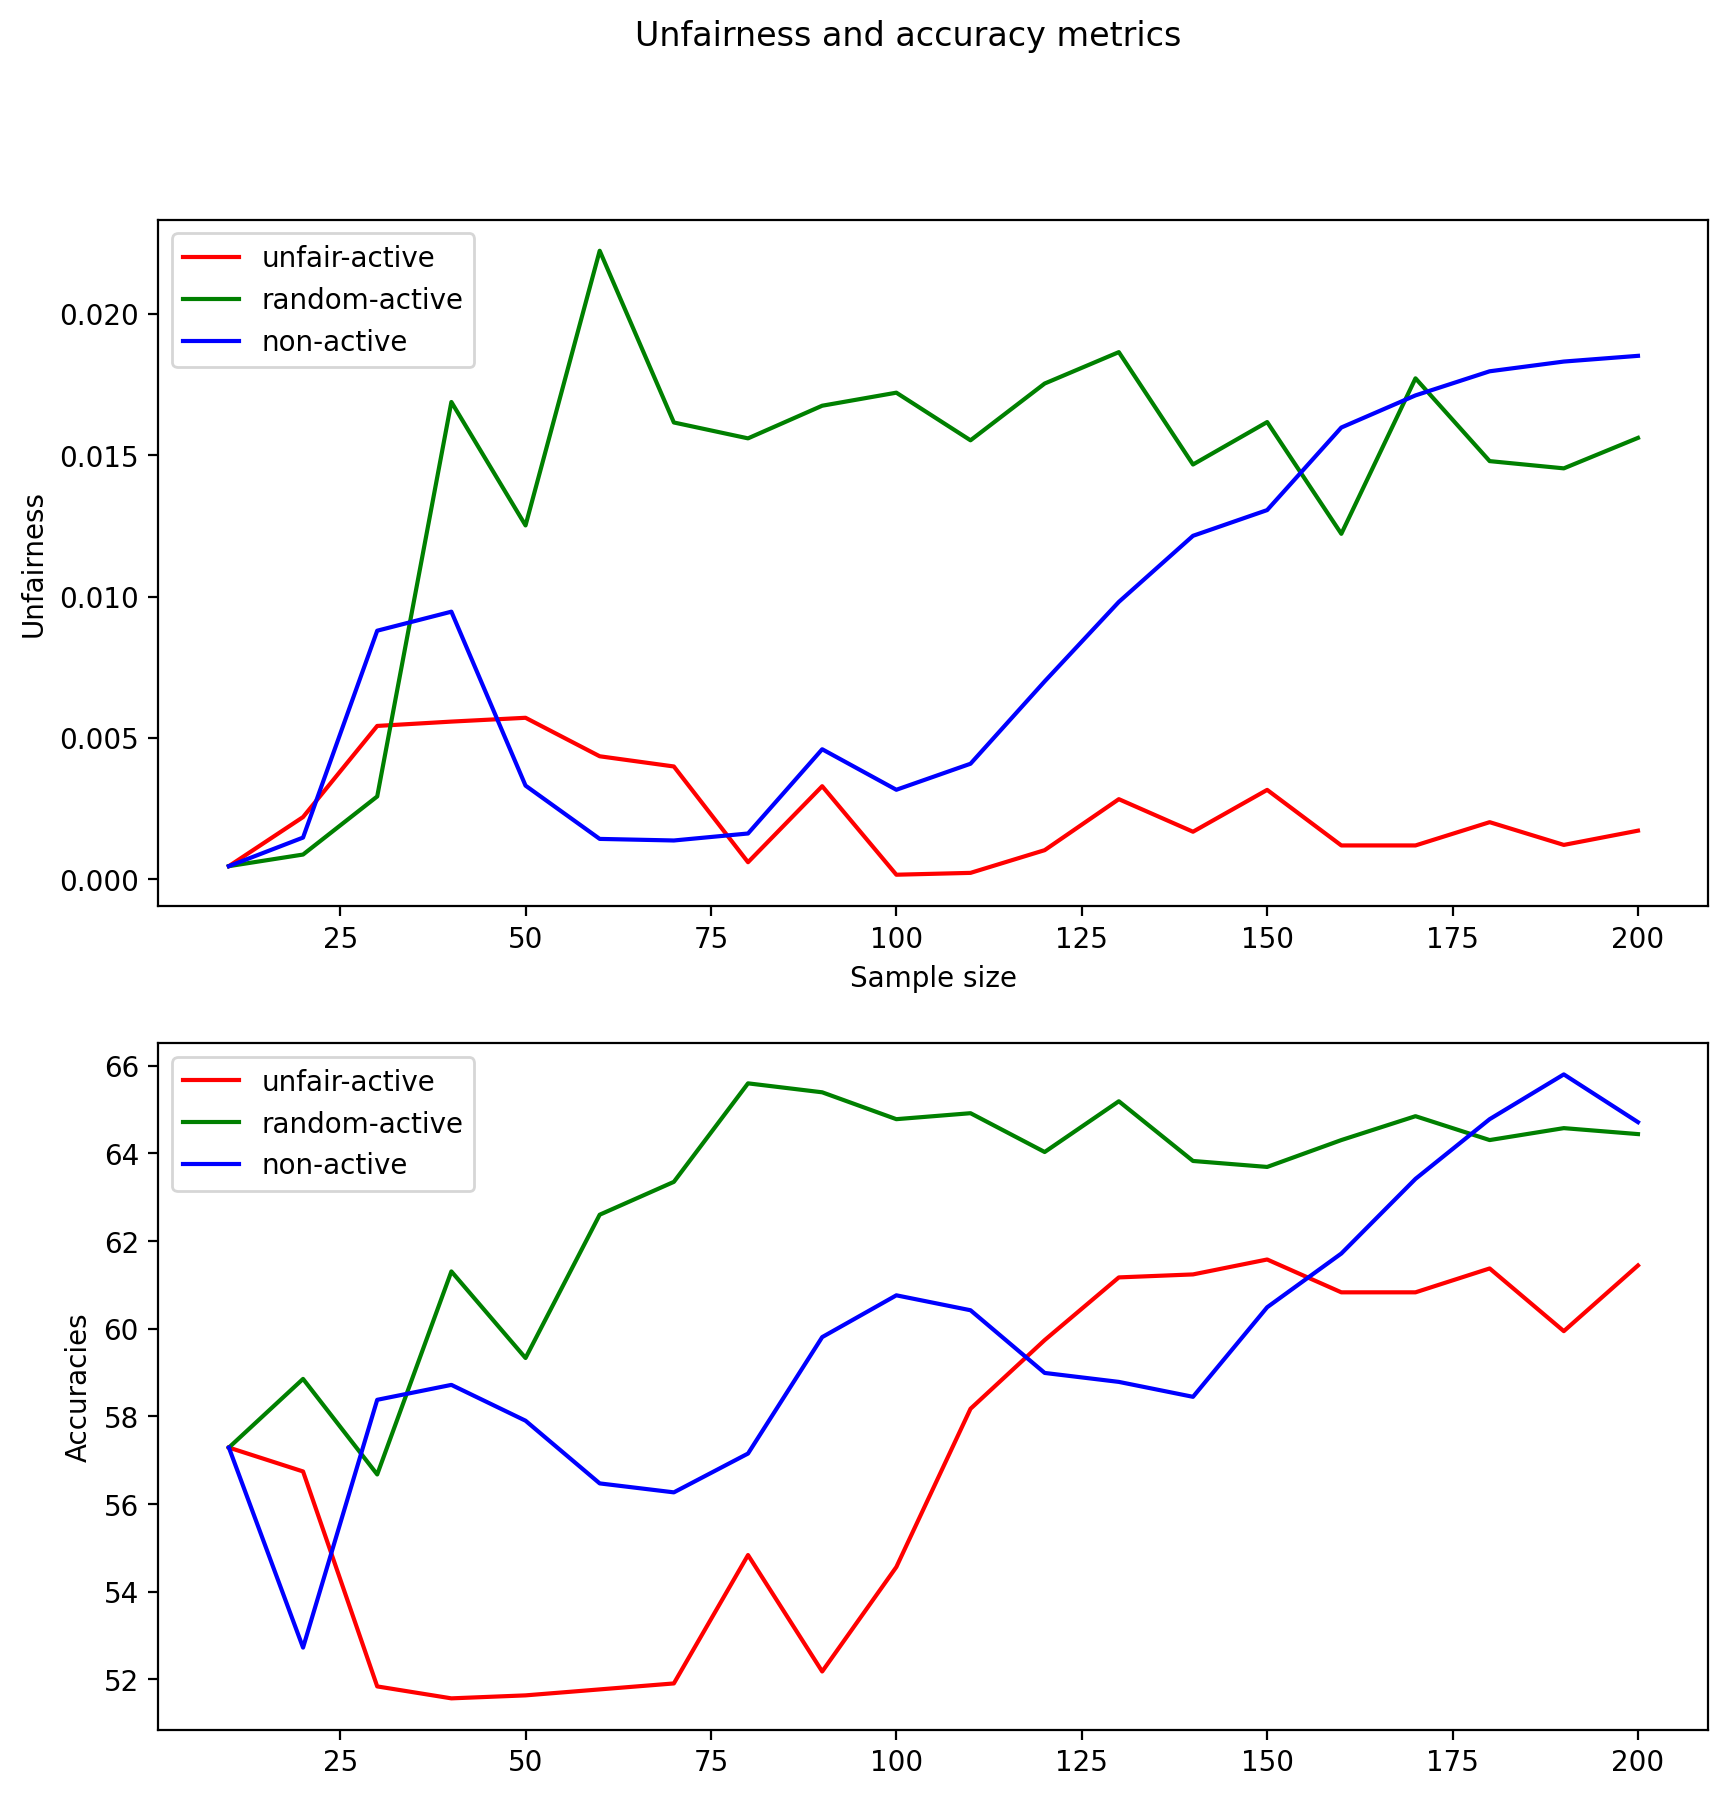 Unfairness and accuracy metrics
unfair-active
random-active
non-active
0.020
0.015
0.010
0.005
0.000
Unfairness
25 50 75 100 125 150 175 200
Sample size
unfair-active
random-active
non-active
66
64
62
60
58
56
54
52
Accuracies
25 50 75 100 125 150 175 200